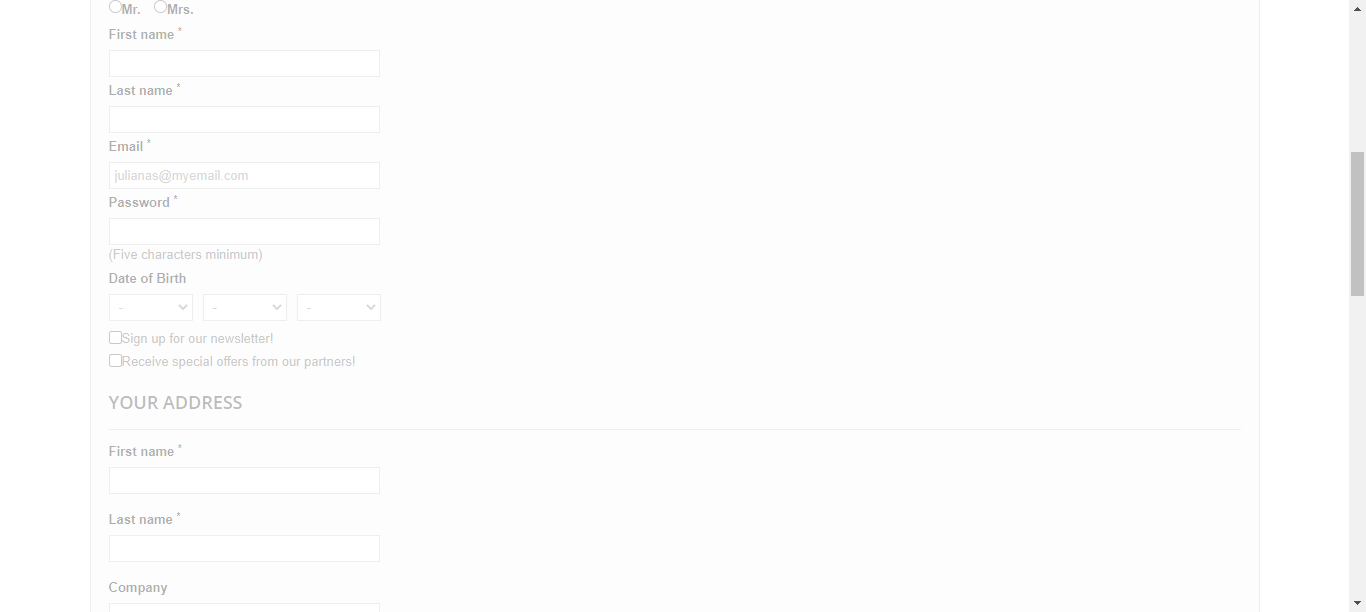 Mr. Mrs.
First name *
Last name *
Email *
julianas@myemail.com
Password *
(Five characters minimum)
Date of Birth
- - -
Sign up for our newsletter!
Receive special offers from our partners!
YOUR ADDRESS
First name *
Last name *
Company